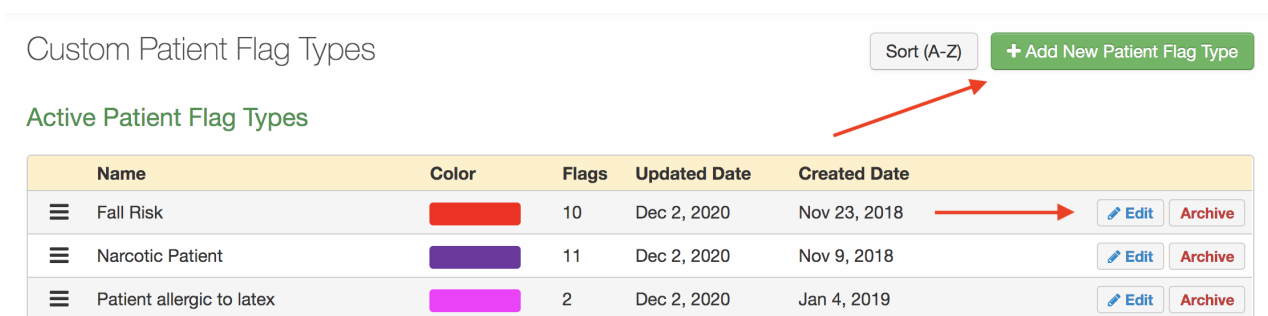 Custom Patient Flag Types
Sort (A-Z)
+ Add New Patient Flag Type
Active Patient Flag Types
Name Color Flags Updated Date Created Date
Fall Risk 10 Dec 2, 2020 Nov 23, 2018 Edit Archive
Narcotic Patient 11 Dec 2, 2020 Nov 9, 2018 Edit Archive
Patient allergic to latex 2 Dec 2, 2020 Jan 4, 2019 Edit Archive